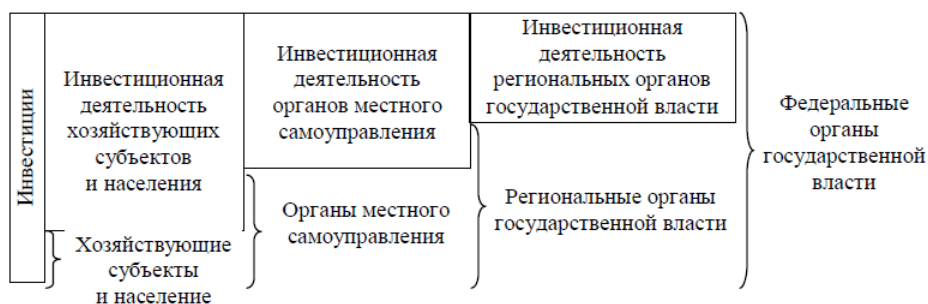 Инвестиции
Инвестиционная
деятельность
хозяйствующих
субъектов
и населения
Хозяйствующие
субъекты
и население
Инвестиционная
деятельность
органов местного
самоуправления
Органы местного
самоуправления
Инвестиционная
деятельность
региональных органов
государственной власти
Региональные органы
государственной власти
Федеральные
органы
государственной
власти